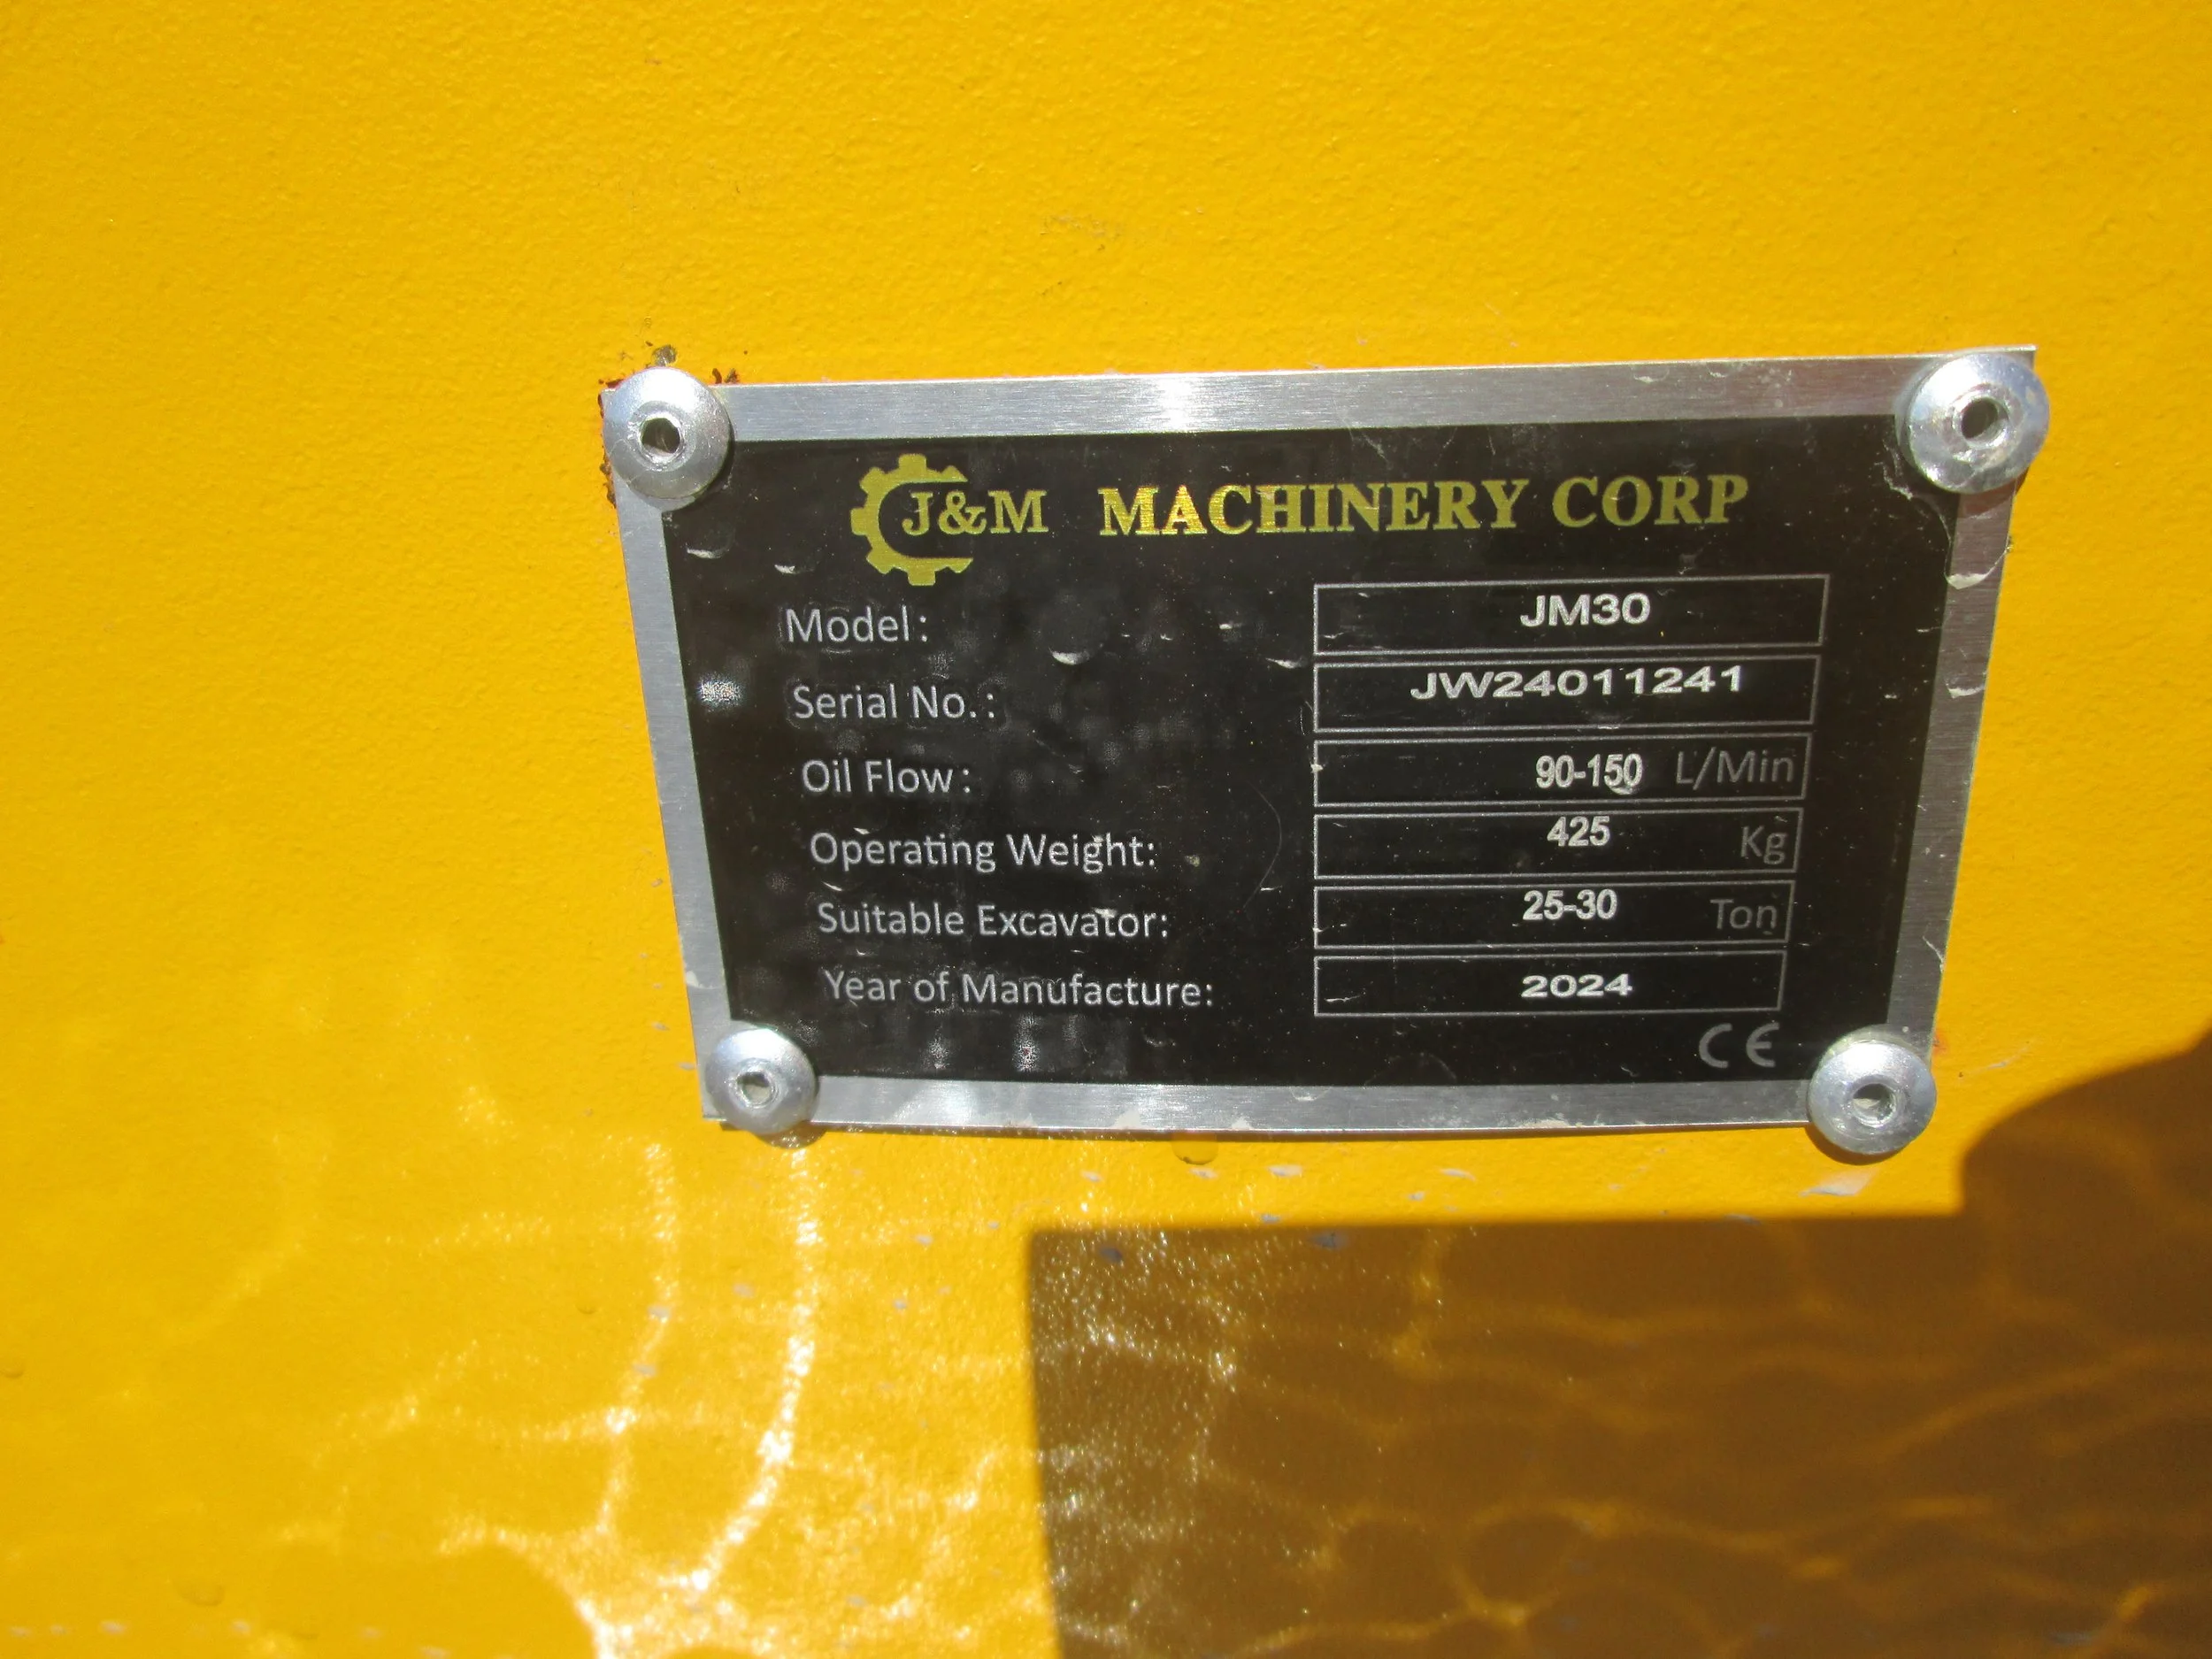 J&M MACHINERY CORP
Model: JM30
Serial No.: JW24011241
Oil Flow: 90-150 L/Min
Operating Weight: 425 Kg
Suitable Excavator: 25-30 Ton
Year of Manufacture: 2024
CE